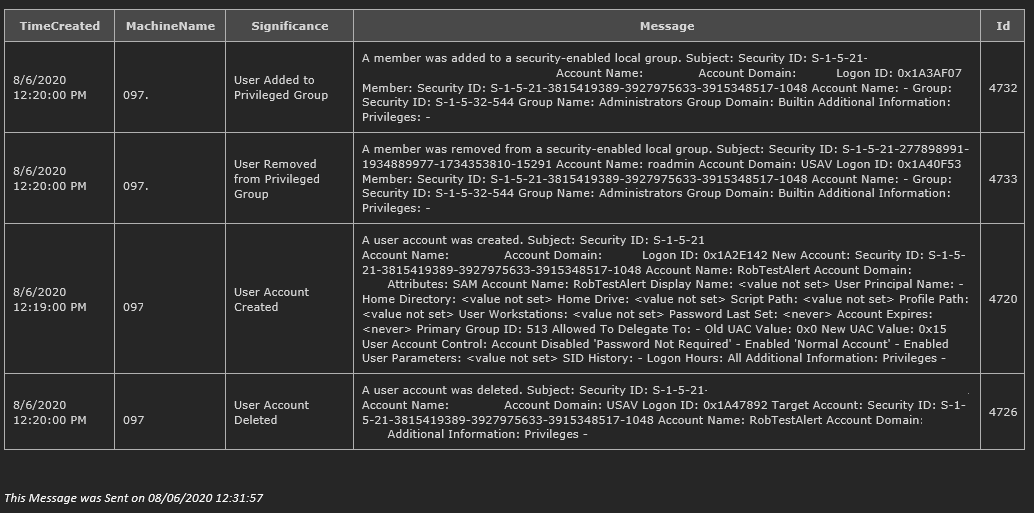 TimeCreated MachineName Significance Message Id
8/6/2020
12:20:00 PM
097.
User Added to
Privileged Group
A member was added to a security-enabled local group. Subject: Security ID: S-1-5-21-
Account Name: Account Domain: Logon ID: 0x1A3AF07
Member: Security ID: S-1-5-21-3815419389-3927975633-3915348517-1048 Account Name: - Group:
Security ID: S-1-5-32-544 Group Name: Administrators Group Domain: Builtin Additional Information:
Privileges: -
4732
8/6/2020
12:20:00 PM
097.
User Removed
from Privileged
Group
A member was removed from a security-enabled local group. Subject: Security ID: S-1-5-21-277898991-
1934889977-1734353810-15291 Account Name: roadmin Account Domain: USAV Logon ID: 0x1A40F53
Member: Security ID: S-1-5-21-3815419389-3927975633-3915348517-1048 Account Name: - Group:
Security ID: S-1-5-32-544 Group Name: Administrators Group Domain: Builtin Additional Information:
Privileges: -
4733
8/6/2020
12:19:00 PM
097
User Account
Created
A user account was created. Subject: Security ID: S-1-5-21
Account Name: Account Domain: Logon ID: 0x1A2E142 New Account: Security ID: S-1-5-
21-3815419389-3927975633-3915348517-1048 Account Name: RobTestAlert Account Domain:
Attributes: SAM Account Name: RobTestAlert Display Name: <value not set> User Principal Name: -
Home Directory: <value not set> Home Drive: <value not set> Script Path: <value not set> Profile Path:
<value not set> User Workstations: <value not set> Password Last Set: <never> Account Expires:
<never> Primary Group ID: 513 Allowed To Delegate To: - Old UAC Value: 0x0 New UAC Value: 0x15
User Account Control: Account Disabled 'Password Not Required' - Enabled 'Normal Account' - Enabled
User Parameters: <value not set> SID History: - Logon Hours: All Additional Information: Privileges -
4720
8/6/2020
12:20:00 PM
097
User Account
Deleted
A user account was deleted. Subject: Security ID: S-1-5-21-
Account Name: Account Domain: USAV Logon ID: 0x1A47892 Target Account: Security ID: S-1-
5-21-3815419389-3927975633-3915348517-1048 Account Name: RobTestAlert Account Domain:
Additional Information: Privileges -
4726
This Message was Sent on 08/06/2020 12:31:57